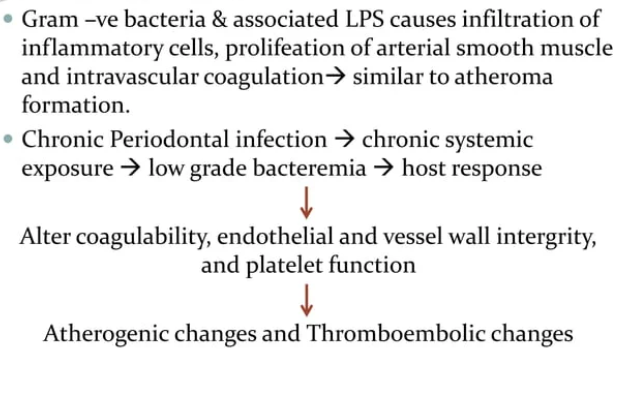 • Gram –ve bacteria & associated LPS causes infiltration of
inflammatory cells, prolifeation of arterial smooth muscle
and intravascular coagulation→ similar to atheroma
formation.
• Chronic Periodontal infection → chronic systemic
exposure → low grade bacteremia → host response
↓
Alter coagulability, endothelial and vessel wall intergrity,
and platelet function
↓
Atherogenic changes and Thromboembolic changes